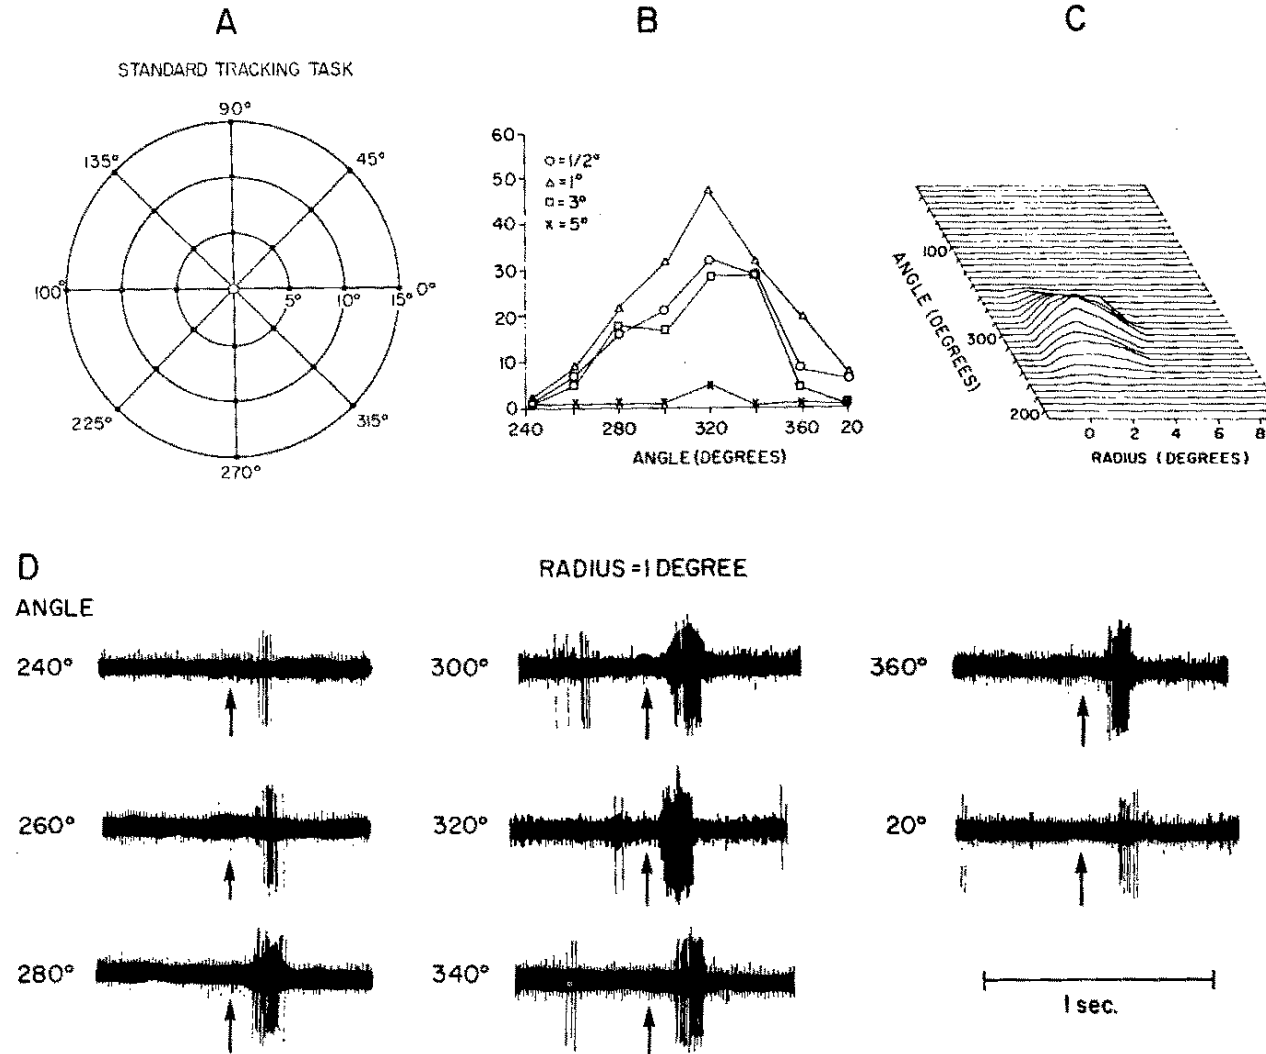 A
STANDARD TRACKING TASK
90°
135°
45°
100°
5°
10°
15°
0°
225°
315°
270°
B
60
50
40
30
20
10
0
O = 1/2°
△ = 1°
□ = 3°
x = 5°
240
280
320
360
20
ANGLE (DEGREES)
C
100
300
200
ANGLE (DEGREES)
0
2
4
6
8
RADIUS (DEGREES)
D
RADIUS = 1 DEGREE
ANGLE
240°
300°
360°
260°
320°
20°
280°
340°
1 sec.